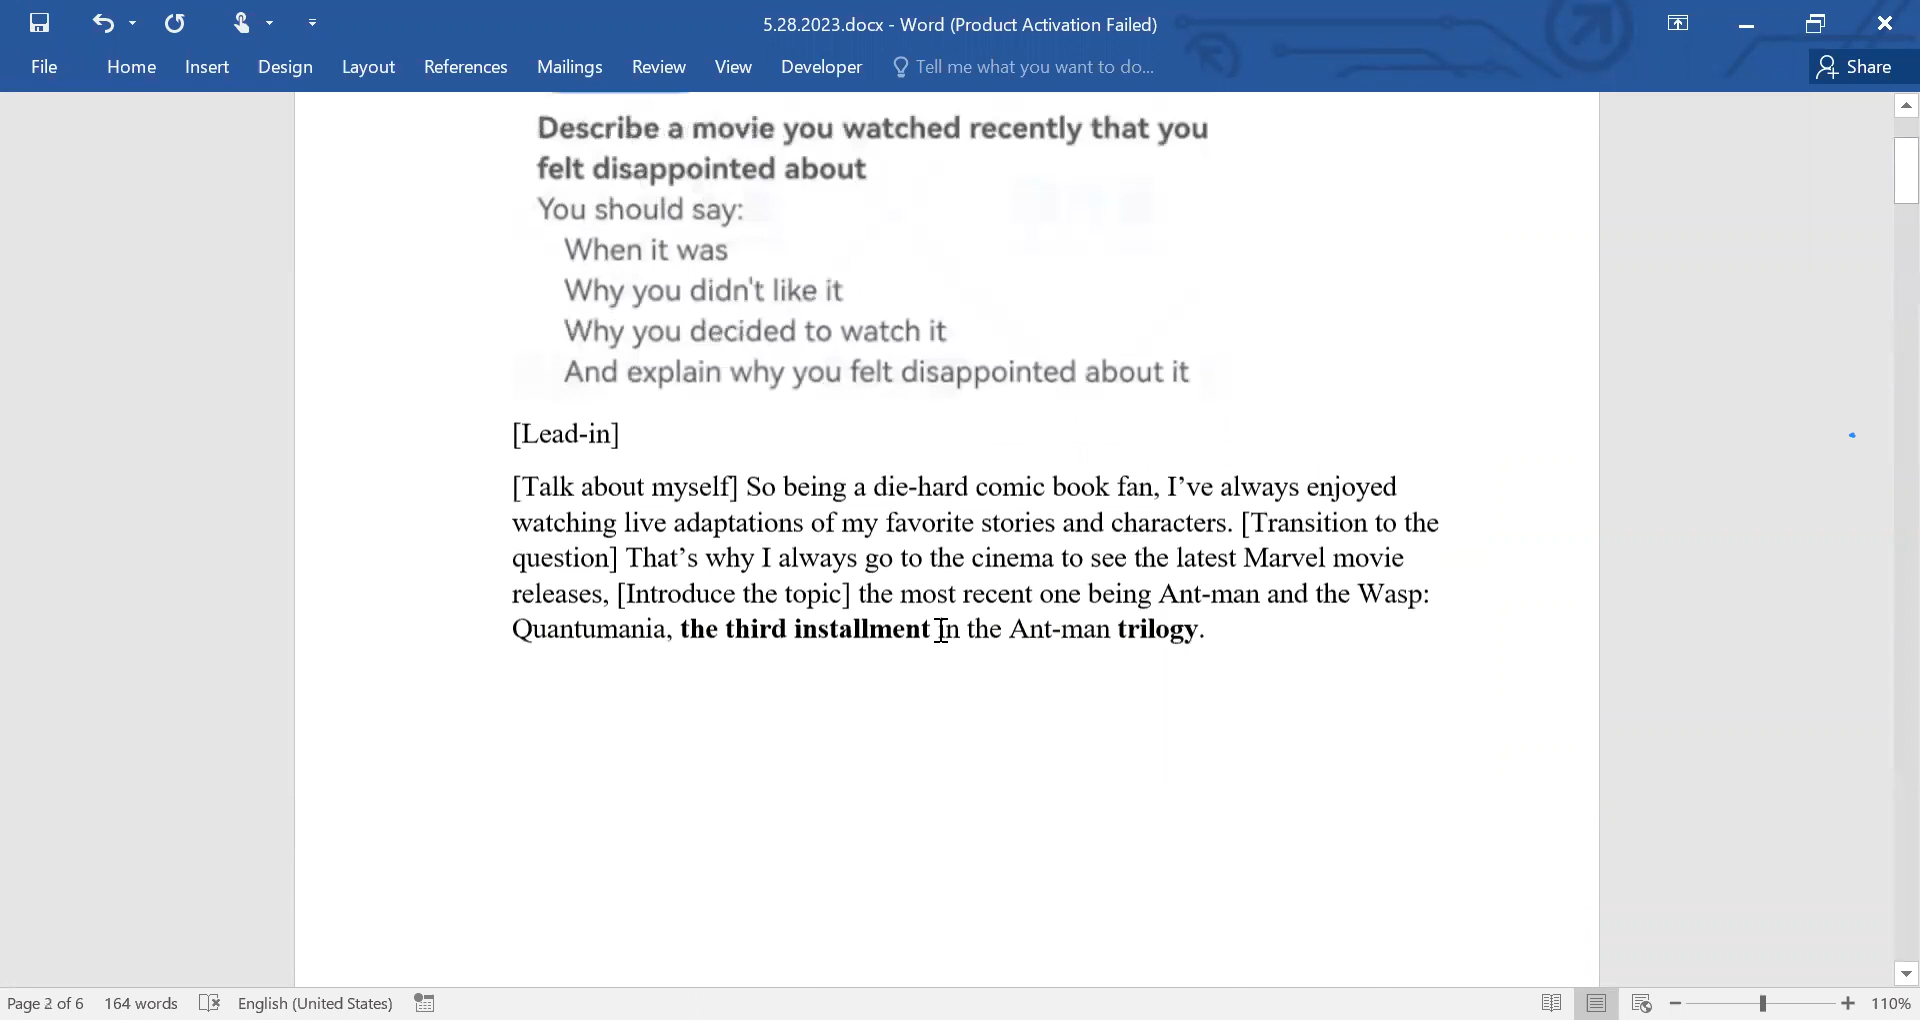 5.28.2023.docx - Word (Product Activation Failed)
File Home Insert Design Layout References Mailings Review View Developer Tell me what you want to do... Share
Describe a movie you watched recently that you
felt disappointed about
You should say:
When it was
Why you didn't like it
Why you decided to watch it
And explain why you felt disappointed about it
[Lead-in]
[Talk about myself] So being a die-hard comic book fan, I’ve always enjoyed
watching live adaptations of my favorite stories and characters. [Transition to the
question] That’s why I always go to the cinema to see the latest Marvel movie
releases, [Introduce the topic] the most recent one being Ant-man and the Wasp:
Quantumania, the third installment in the Ant-man trilogy.
Page 2 of 6 164 words English (United States) 110%